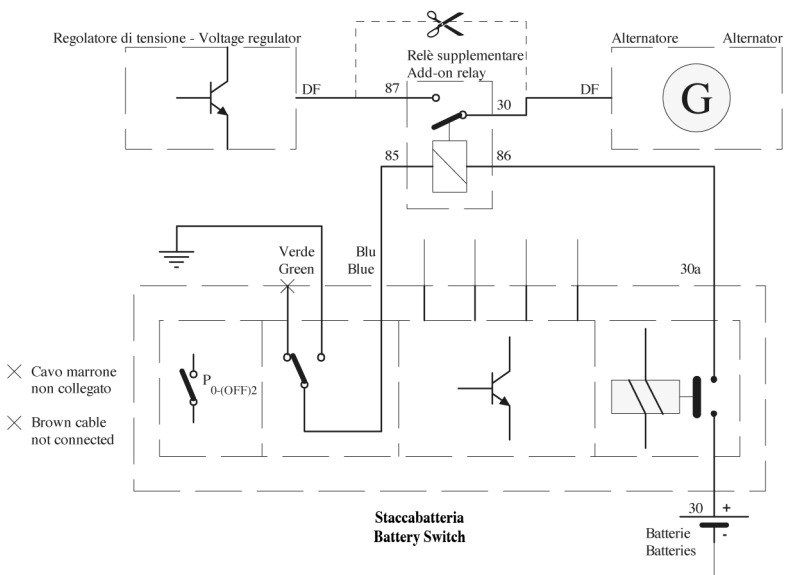 Regolatore di tensione - Voltage regulator
Relè supplementare
Add-on relay
Alternatore Alternator
DF
87
30
DF
G
85
86
Verde
Green
Blu
Blue
30a
P0-(OFF)2
Cavo marrone
non collegato
Brown cable
not connected
Staccabatteria
Battery Switch
30 +
-
Batterie
Batteries